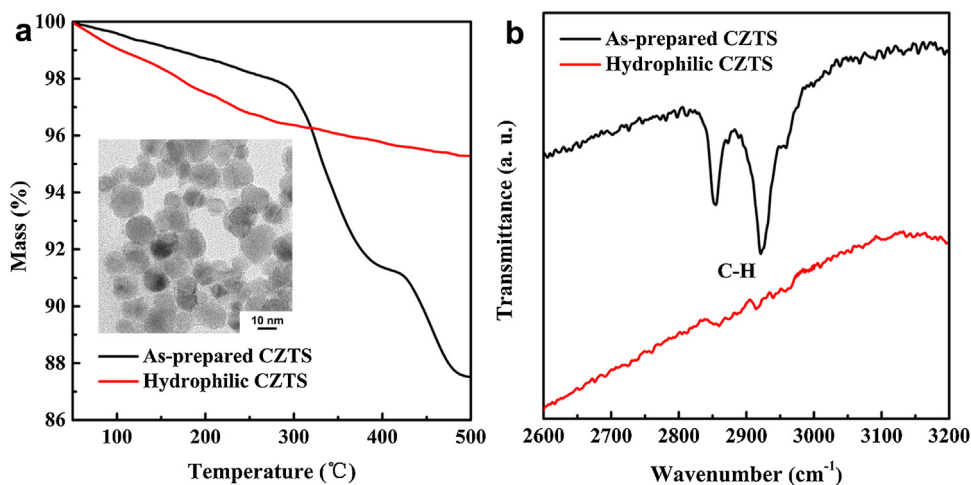 a
100
98
96
94
92
90
88
86
Mass (%)
10 nm
As-prepared CZTS
Hydrophilic CZTS
100 200 300 400 500
Temperature (℃)
b
As-prepared CZTS
Hydrophilic CZTS
Transmittance (a. u.)
C-H
2600 2700 2800 2900 3000 3100 3200
Wavenumber (cm⁻¹)